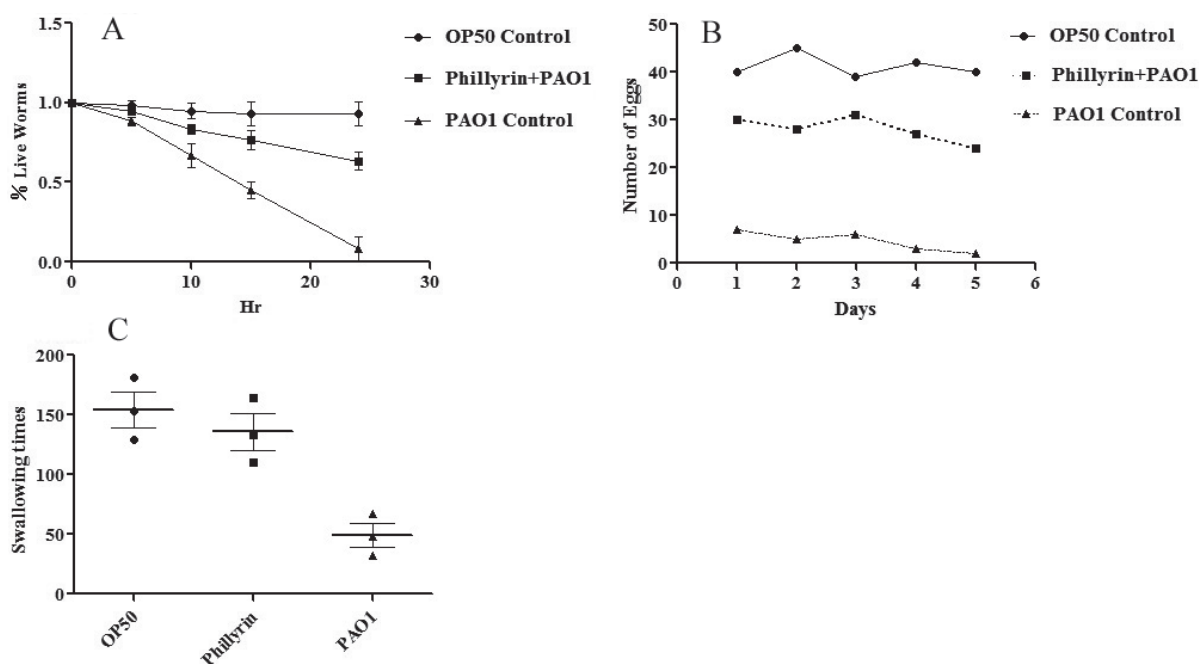 A
1.5
1.0
0.5
0.0
% Live Worms
0 10 20 30
Hr
OP50 Control
Phillyrin+PAO1
PAO1 Control
B
50
40
30
20
10
0
Number of Eggs
0 1 2 3 4 5 6
Days
OP50 Control
Phillyrin+PAO1
PAO1 Control
C
200
150
100
50
0
Swallowing times
OP50
Phillyrin
PAO1